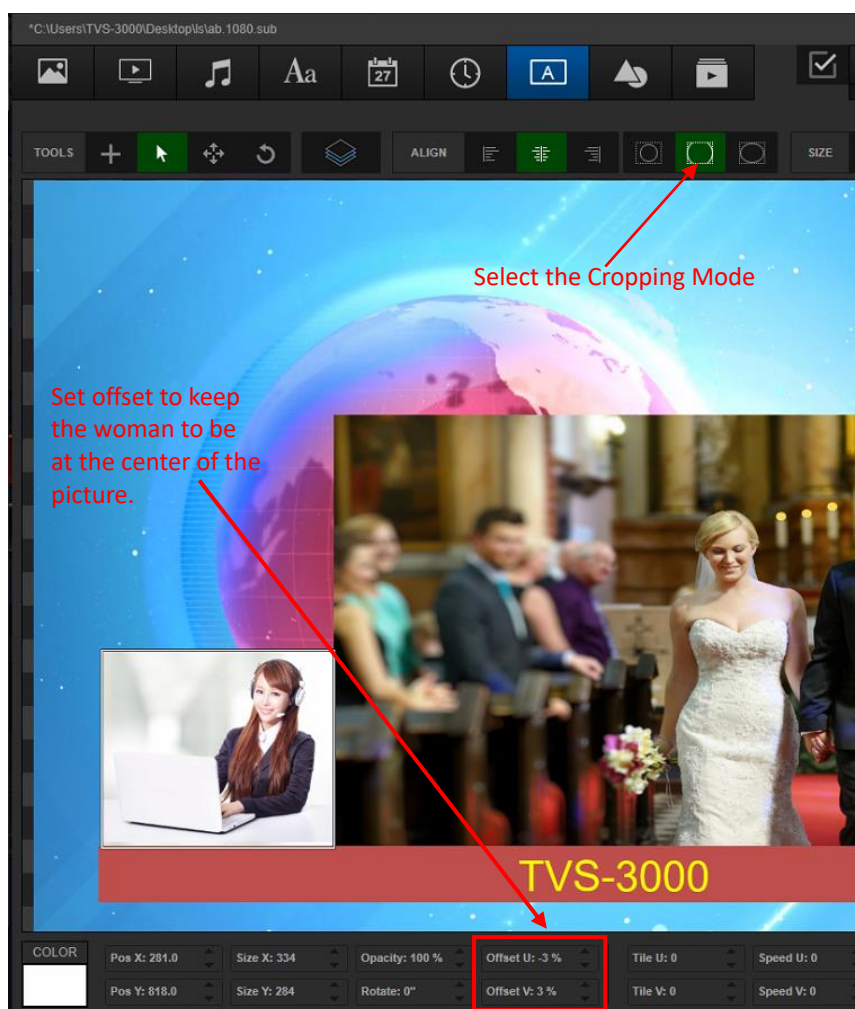 *C:\Users\TVS-3000\Desktop\ls\ab.1080.sub
Aa
27
A
TOOLS
ALIGN
SIZE
Select the Cropping Mode
Set offset to keep
the woman to be
at the center of the
picture.
TVS-3000
COLOR
Pos X: 281.0
Size X: 334
Opacity: 100 %
Offset U: -3 %
Tile U: 0
Speed U: 0
Pos Y: 818.0
Size Y: 284
Rotate: 0"
Offset V: 3 %
Tile V: 0
Speed V: 0